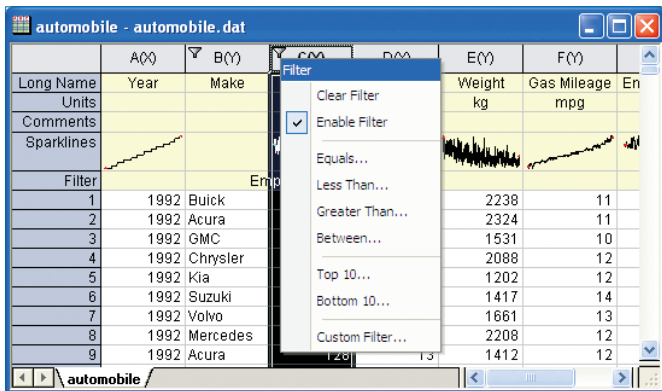 automobile - automobile.dat
A(X) B(Y) C(Y) D(Y) E(Y) F(Y)
Filter
Long Name Year Make Weight Gas Mileage En
Units kg mpg
Comments
Sparklines
Filter Emp
Clear Filter
Enable Filter
Equals...
Less Than...
Greater Than...
Between...
Top 10...
Bottom 10...
Custom Filter...
1 1992 Buick 2238 11
2 1992 Acura 2324 11
3 1992 GMC 1531 10
4 1992 Chrysler 2088 12
5 1992 Kia 1202 12
6 1992 Suzuki 1417 14
7 1992 Volvo 1661 13
8 1992 Mercedes 2208 12
9 1992 Acura 128 13 1412 12
automobile